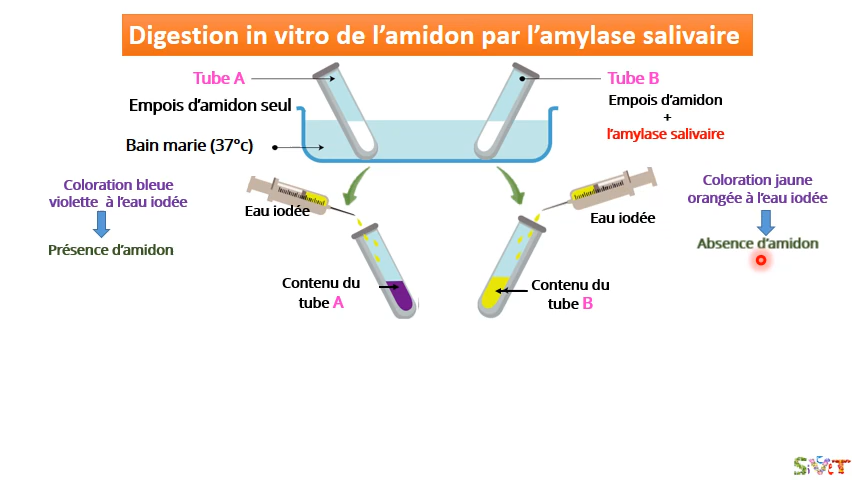 Digestion in vitro de l'amidon par l'amylase salivaire
Tube A
Empois d'amidon seul
Bain marie (37°c)
Tube B
Empois d'amidon
+
l'amylase salivaire
Coloration bleue
violette à l'eau iodée
Présence d'amidon
Eau iodée
Contenu du
tube A
Eau iodée
Contenu du
tube B
Coloration jaune
orangée à l'eau iodée
Absence d'amidon
SiVeT